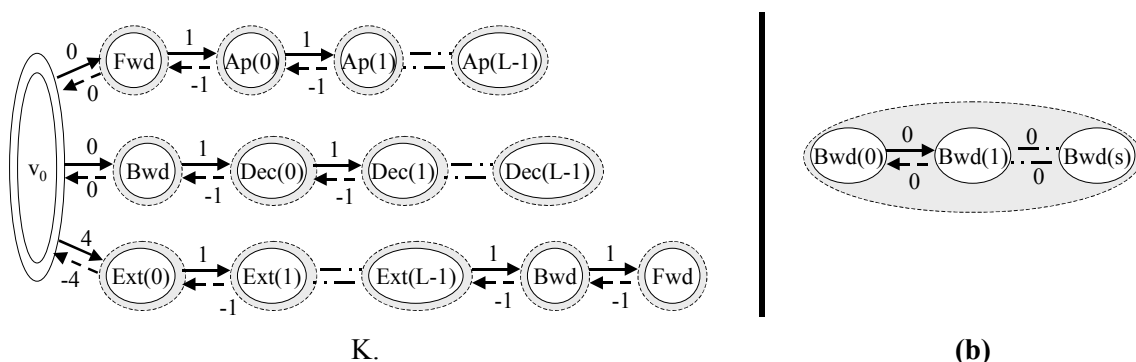 0 Fwd 1 Ap(0) 1 Ap(1) Ap(L-1)
0 -1 -1
v0
0 Bwd 1 Dec(0) 1 Dec(1) Dec(L-1)
0 -1 -1
4 Ext(0) 1 Ext(1) Ext(L-1) 1 Bwd 1 Fwd
-4 -1 -1 -1
K.
Bwd(0) 0 Bwd(1) 0 Bwd(s)
0 0
(b)